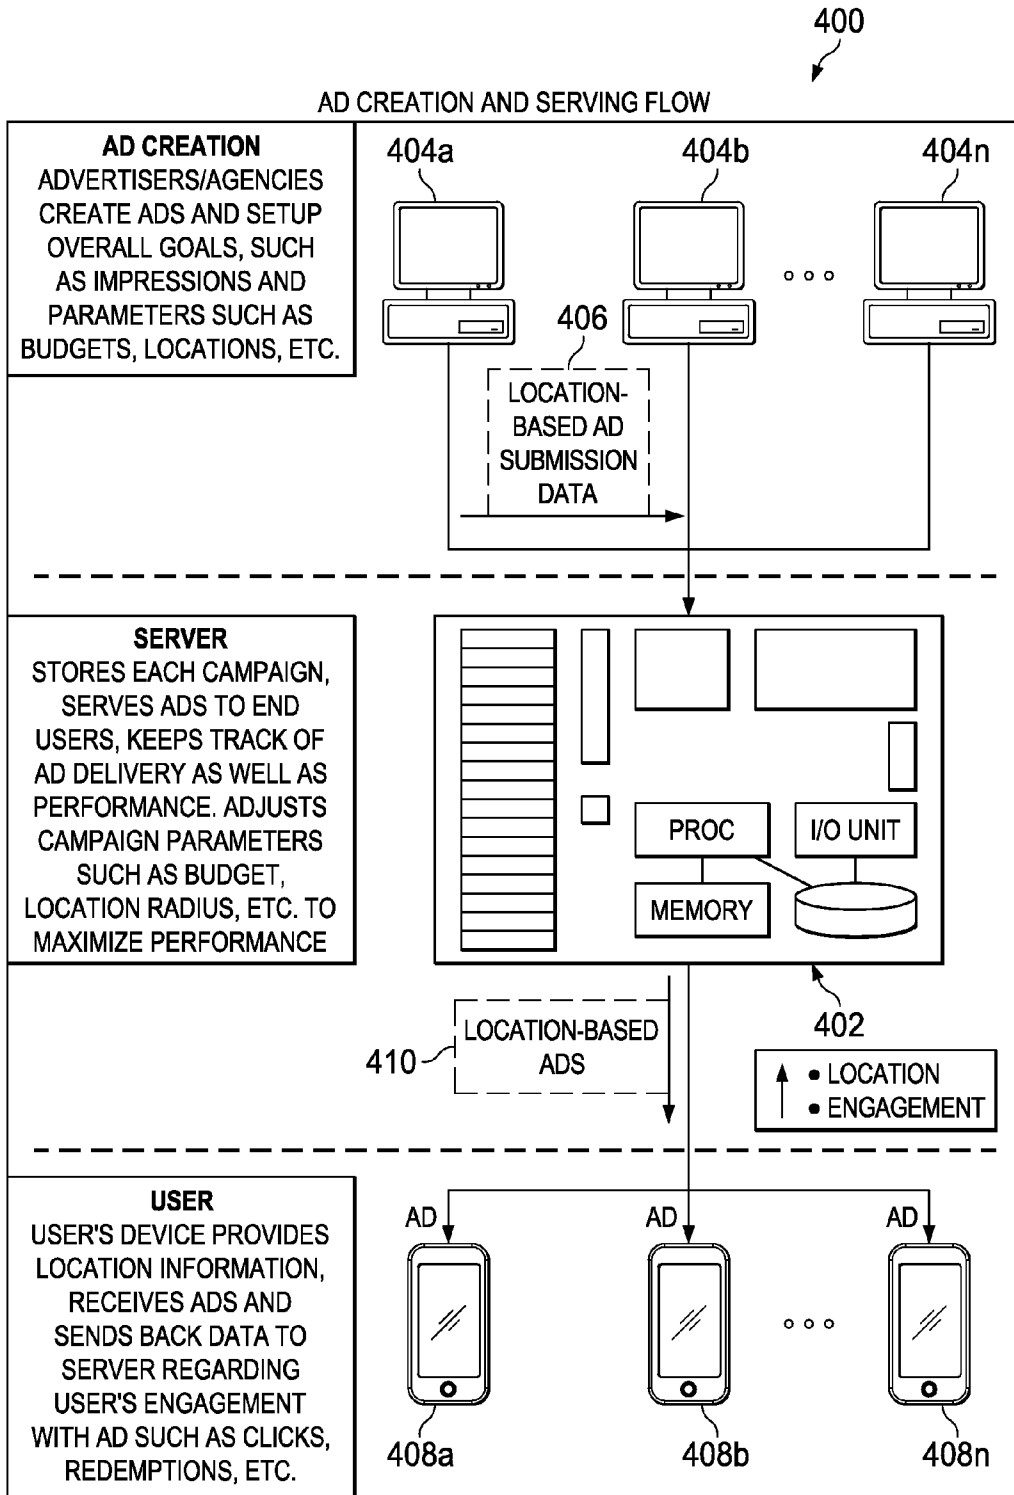 400
AD CREATION AND SERVING FLOW
AD CREATION
ADVERTISERS/AGENCIES
CREATE ADS AND SETUP
OVERALL GOALS, SUCH
AS IMPRESSIONS AND
PARAMETERS SUCH AS
BUDGETS, LOCATIONS, ETC.
404a
404b
404n
406
LOCATION-
BASED AD
SUBMISSION
DATA
SERVER
STORES EACH CAMPAIGN,
SERVES ADS TO END
USERS, KEEPS TRACK OF
AD DELIVERY AS WELL AS
PERFORMANCE. ADJUSTS
CAMPAIGN PARAMETERS
SUCH AS BUDGET,
LOCATION RADIUS, ETC. TO
MAXIMIZE PERFORMANCE
PROC
I/O UNIT
MEMORY
402
410
LOCATION-BASED
ADS
• LOCATION
• ENGAGEMENT
USER
USER'S DEVICE PROVIDES
LOCATION INFORMATION,
RECEIVES ADS AND
SENDS BACK DATA TO
SERVER REGARDING
USER'S ENGAGEMENT
WITH AD SUCH AS CLICKS,
REDEMPTIONS, ETC.
AD
AD
AD
408a
408b
408n